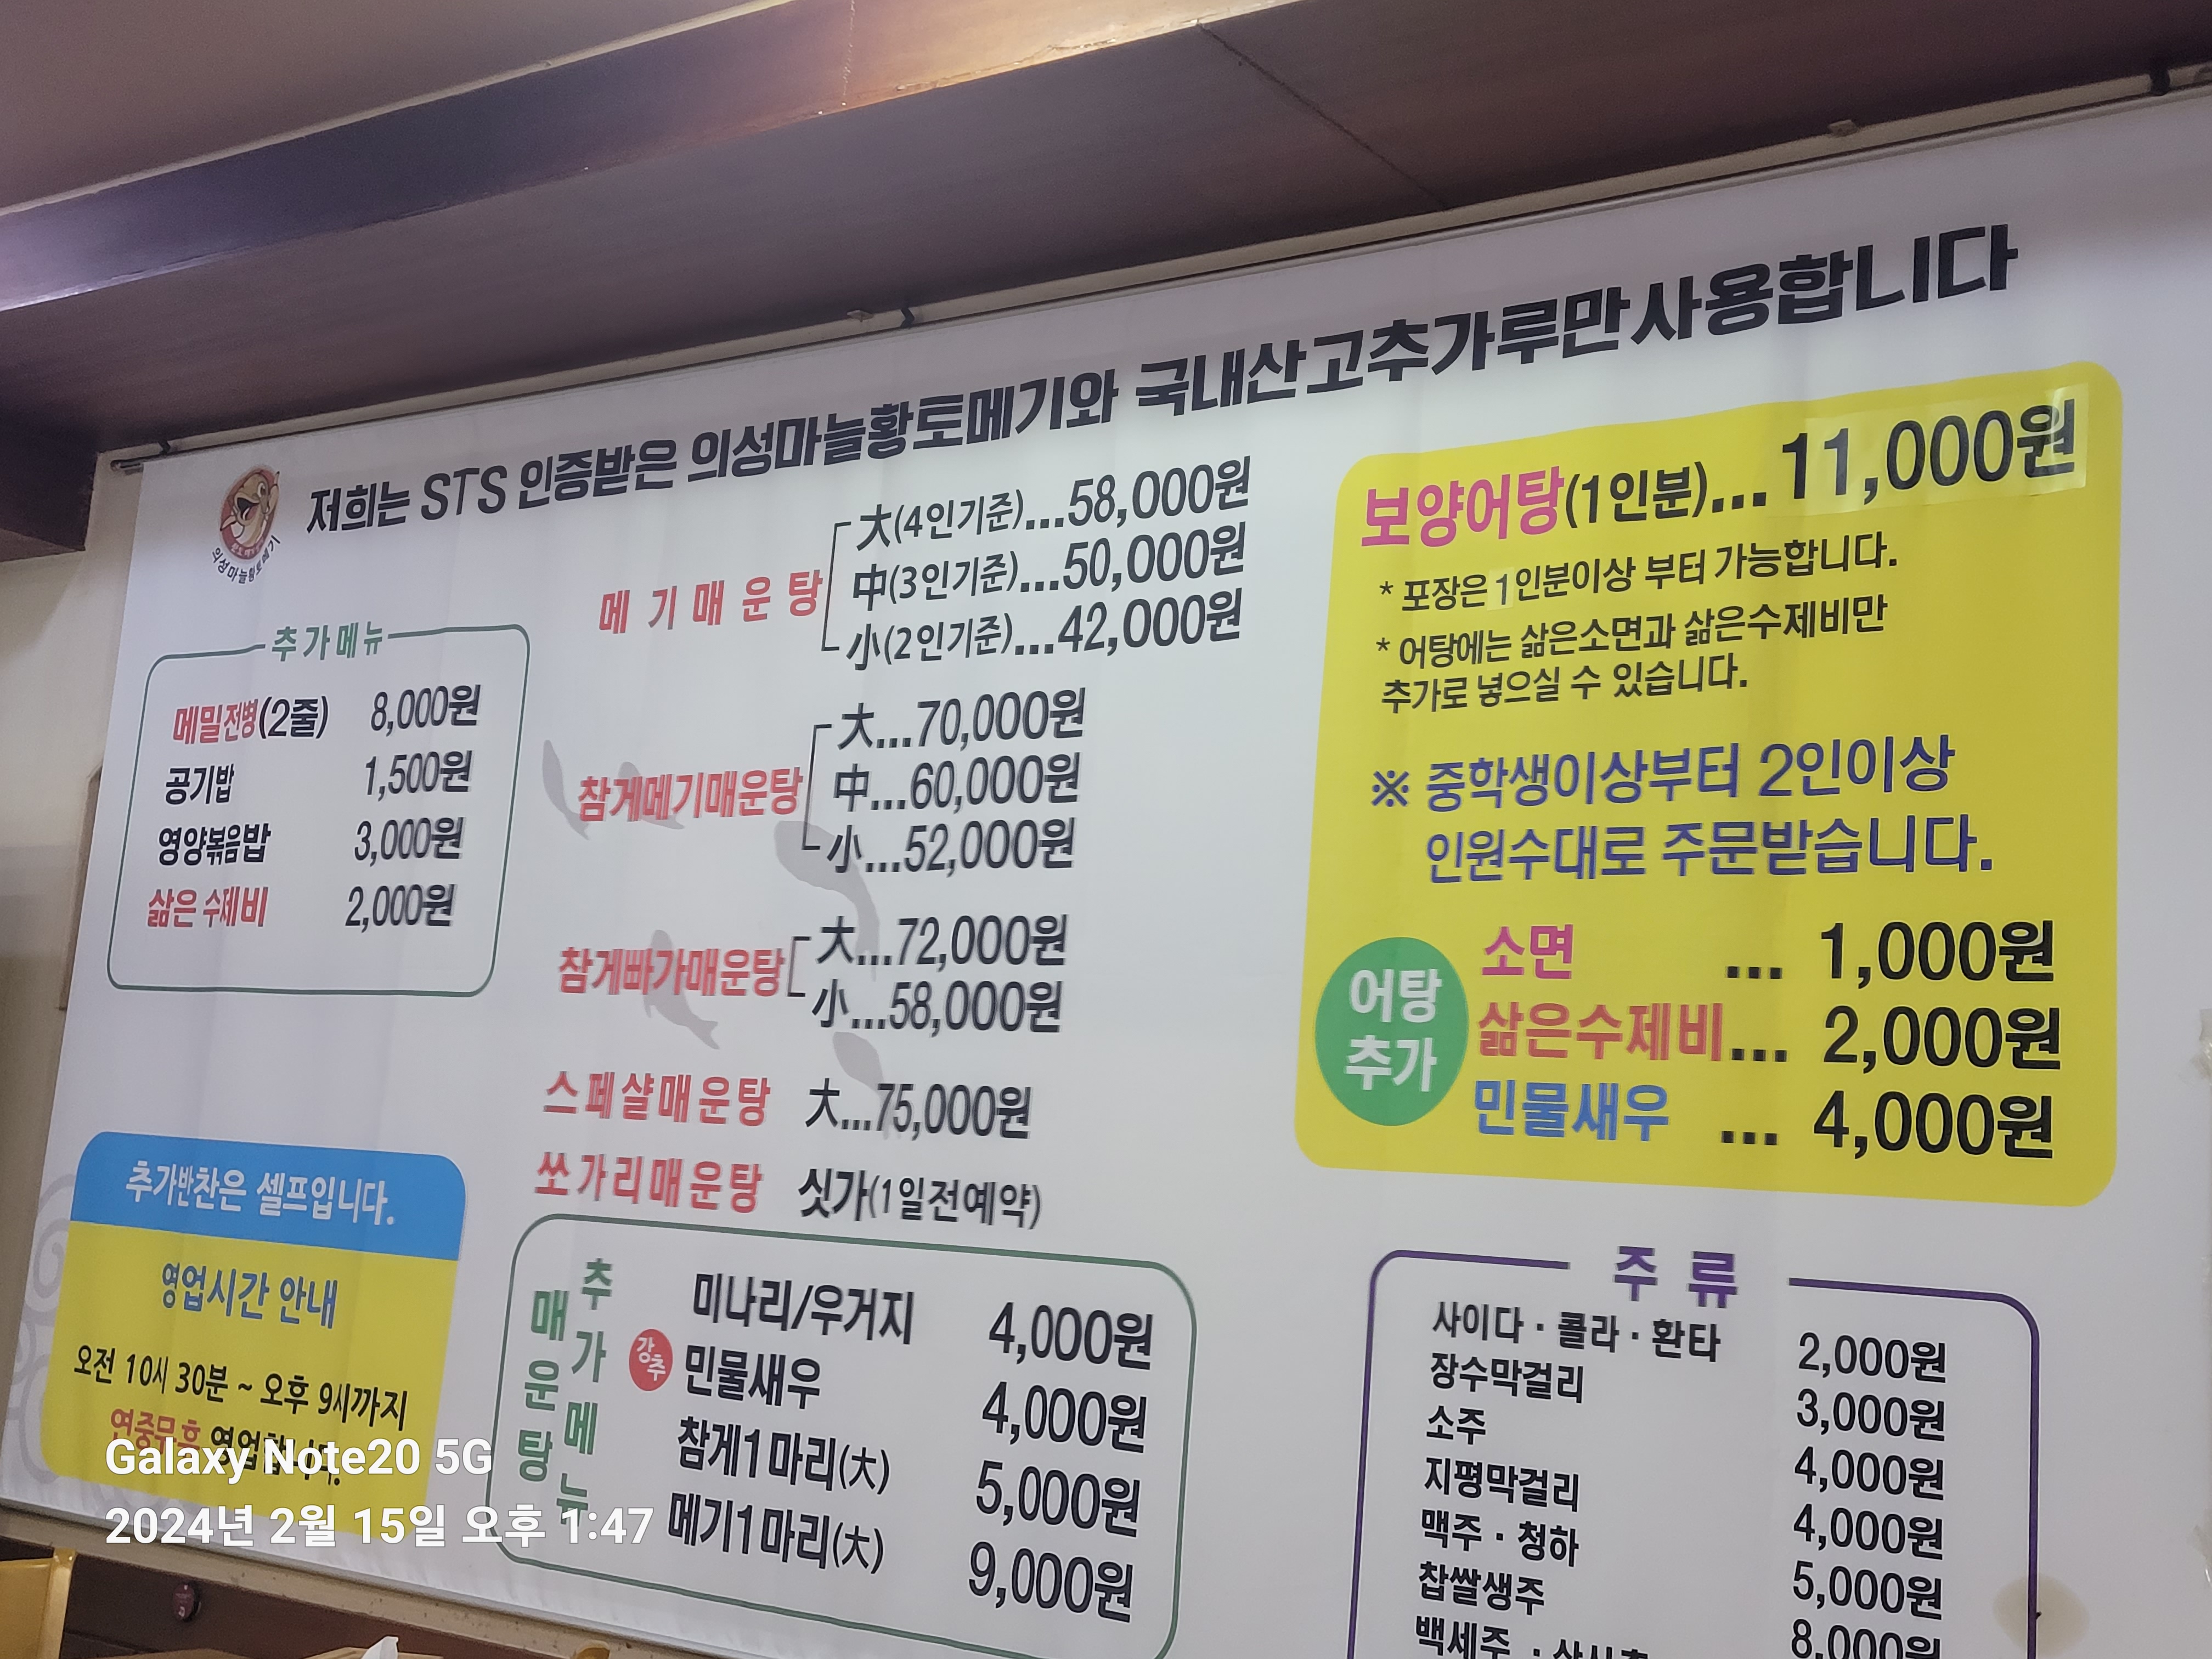 저희는 STS 인증받은 의성마늘황토메기와 국내산고추가루만사용합니다
의성마늘황토메기
추가메뉴
메밀전병(2줄) 8,000원
공기밥 1,500원
영양볶음밥 3,000원
삶은 수제비 2,000원
추가반찬은 셀프입니다.
영업시간 안내
오전 10시 30분 ~ 오후 9시까지
연중무휴 영업합니다.
메기매운탕
大(4인기준)...58,000원
中(3인기준)...50,000원
小(2인기준)...42,000원
참게메기매운탕
大...70,000원
中...60,000원
小...52,000원
참게빠가매운탕
大...72,000원
小...58,000원
스페샬매운탕 大...75,000원
쏘가리매운탕 싯가(1일전예약)
매운탕
추가메뉴
미나리/우거지 4,000원
강추 민물새우 4,000원
참게1마리(大) 5,000원
메기1마리(大) 9,000원
보양어탕(1인분)...11,000원
* 포장은1인분이상 부터 가능합니다.
* 어탕에는 삶은소면과 삶은수제비만
추가로 넣으실 수 있습니다.
※ 중학생이상부터 2인이상
인원수대로 주문받습니다.
어탕
추가
소면 ... 1,000원
삶은수제비... 2,000원
민물새우 ... 4,000원
주류
사이다 · 콜라 · 환타 2,000원
장수막걸리 3,000원
소주 4,000원
지평막걸리 4,000원
맥주 · 청하 5,000원
찹쌀생주 8,000원
백세주 ·
Galaxy Note20 5G
2024년 2월 15일 오후 1:47